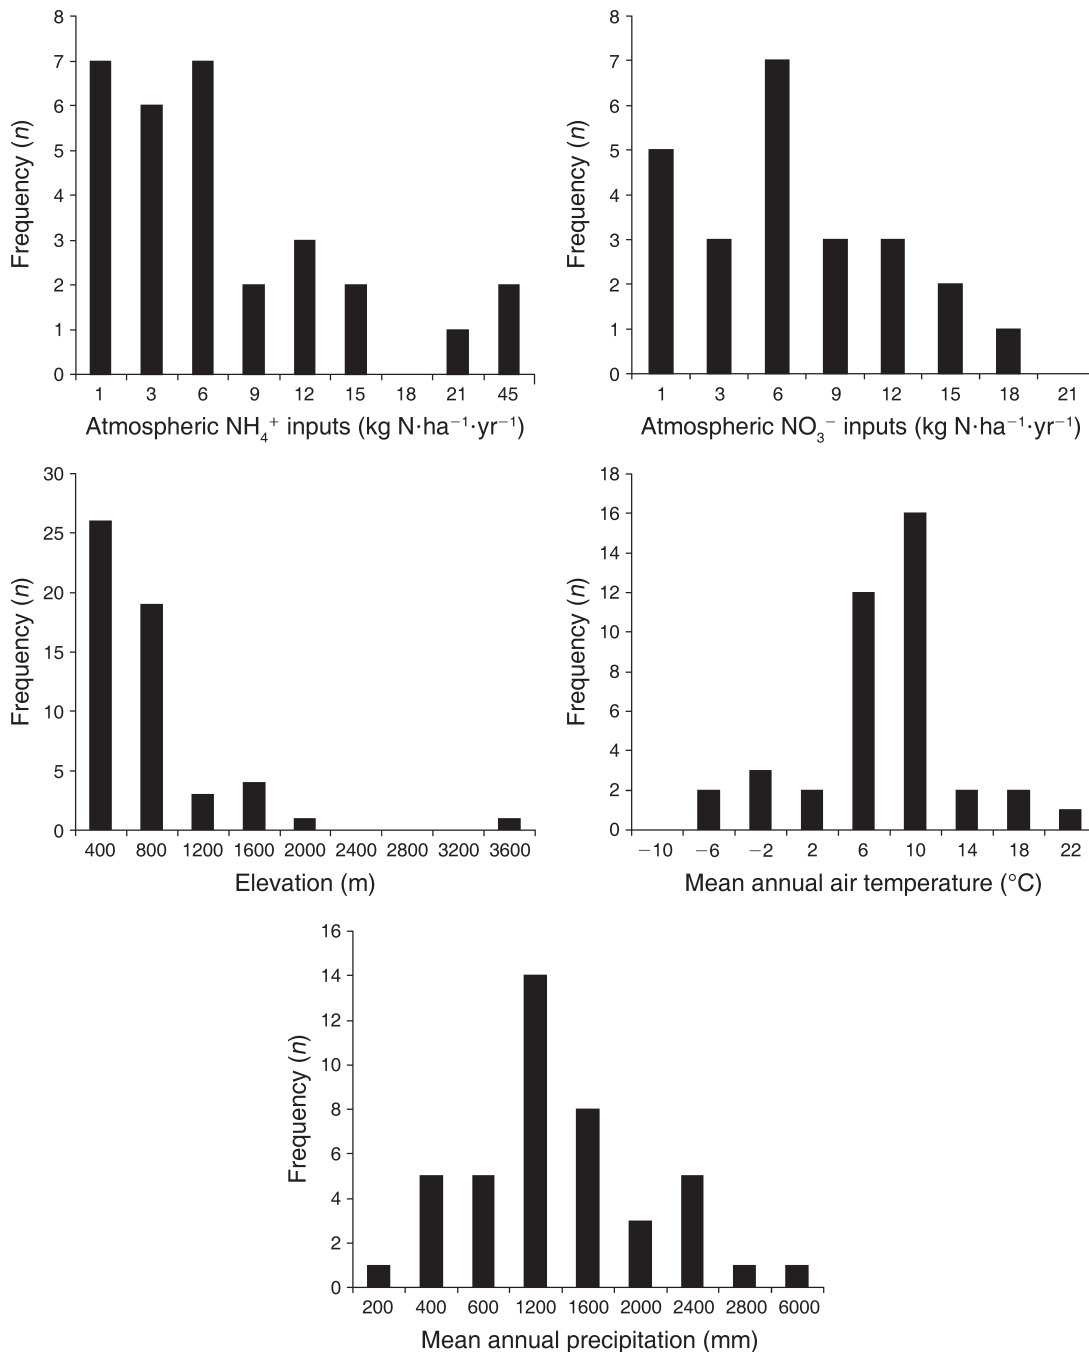 8
7
6
5
4
3
2
1
0
Frequency (n)
1 3 6 9 12 15 18 21 45
Atmospheric NH₄⁺ inputs (kg N·ha⁻¹·yr⁻¹)
8
7
6
5
4
3
2
1
0
Frequency (n)
1 3 6 9 12 15 18 21
Atmospheric NO₃⁻ inputs (kg N·ha⁻¹·yr⁻¹)
30
25
20
15
10
5
0
Frequency (n)
400 800 1200 1600 2000 2400 2800 3200 3600
Elevation (m)
18
16
14
12
10
8
6
4
2
0
Frequency (n)
−10 −6 −2 2 6 10 14 18 22
Mean annual air temperature (°C)
16
14
12
10
8
6
4
2
0
Frequency (n)
200 400 600 1200 1600 2000 2400 2800 6000
Mean annual precipitation (mm)